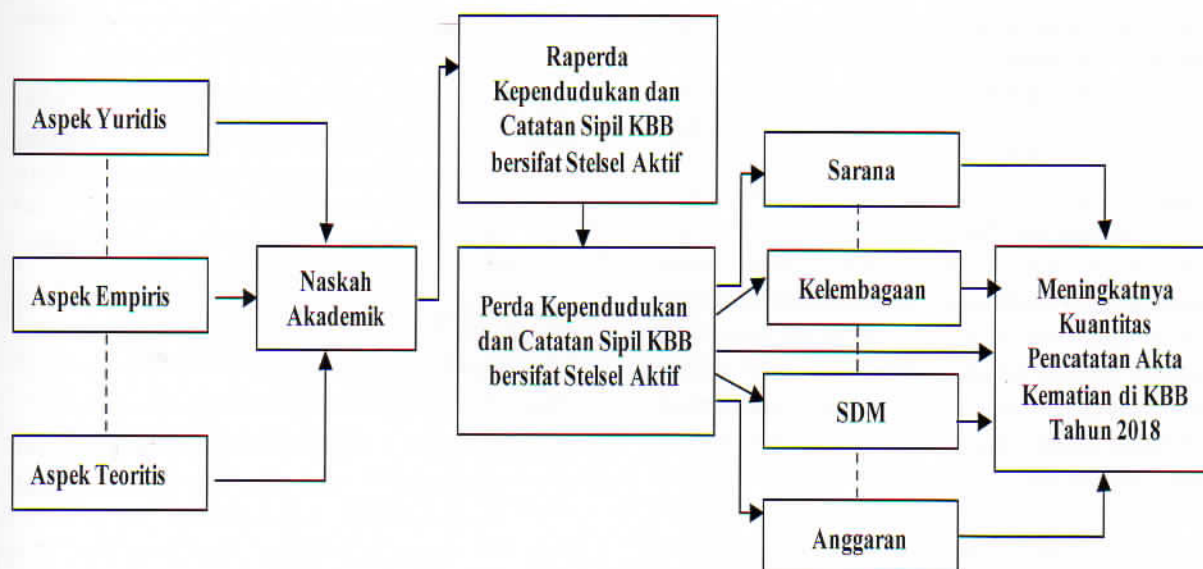 Aspek Yuridis
Aspek Empiris
Aspek Teoritis
Naskah
Akademik
Raperda
Kependudukan dan
Catatan Sipil KBB
bersifat Stelsel Aktif
Perda Kependudukan
dan Catatan Sipil KBB
bersifat Stelsel Aktif
Sarana
Kelembagaan
SDM
Anggaran
Meningkatnya
Kuantitas
Pencatatan Akta
Kematian di KBB
Tahun 2018